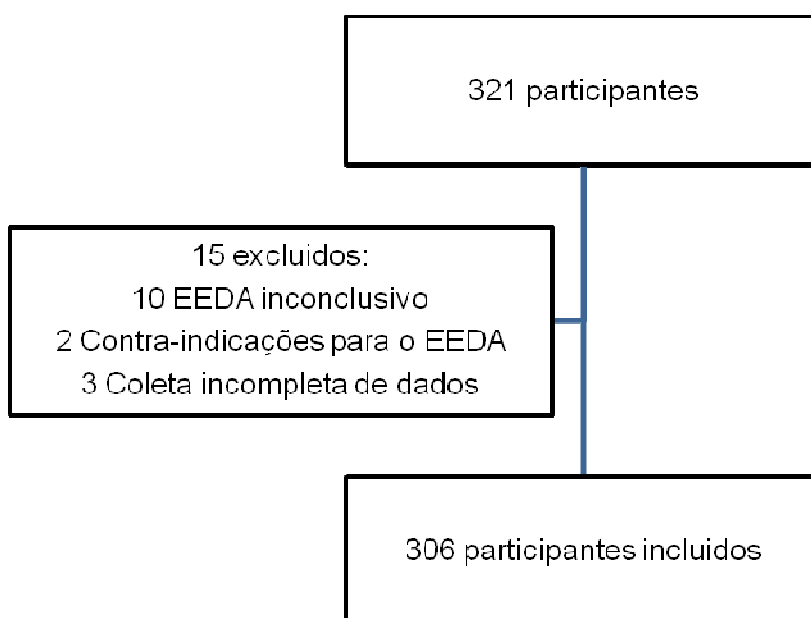 321 participantes
15 excluidos:
10 EEDA inconclusivo
2 Contra-indicações para o EEDA
3 Coleta incompleta de dados
306 participantes incluidos